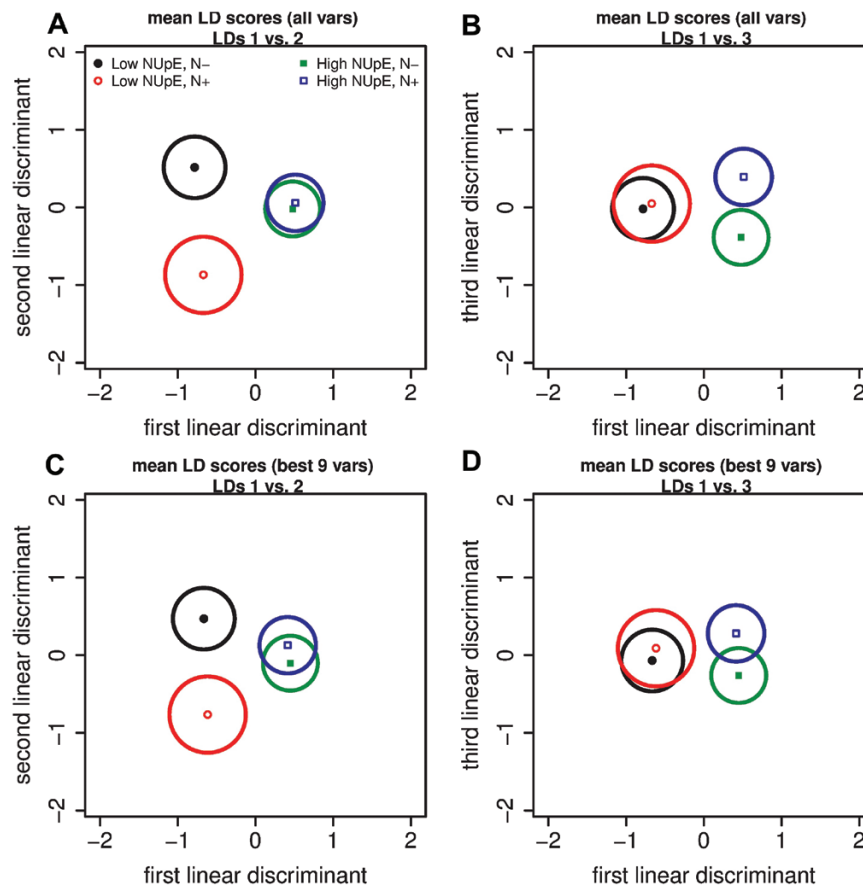 A
mean LD scores (all vars)
LDs 1 vs. 2
Low NUpE, N−
High NUpE, N−
Low NUpE, N+
High NUpE, N+
second linear discriminant
2
1
0
−1
−2
−2
−1
0
1
2
first linear discriminant
B
mean LD scores (all vars)
LDs 1 vs. 3
third linear discriminant
2
1
0
−1
−2
−2
−1
0
1
2
first linear discriminant
C
mean LD scores (best 9 vars)
LDs 1 vs. 2
second linear discriminant
2
1
0
−1
−2
−2
−1
0
1
2
first linear discriminant
D
mean LD scores (best 9 vars)
LDs 1 vs. 3
third linear discriminant
2
1
0
−1
−2
−2
−1
0
1
2
first linear discriminant